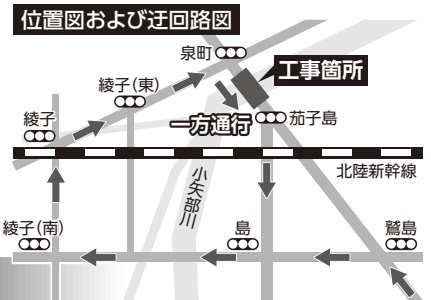 位置図および迂回路図
泉町
工事箇所
綾子(東)
綾子
一方通行
茄子島
北陸新幹線
小矢部川
綾子(南)
島
鷲島